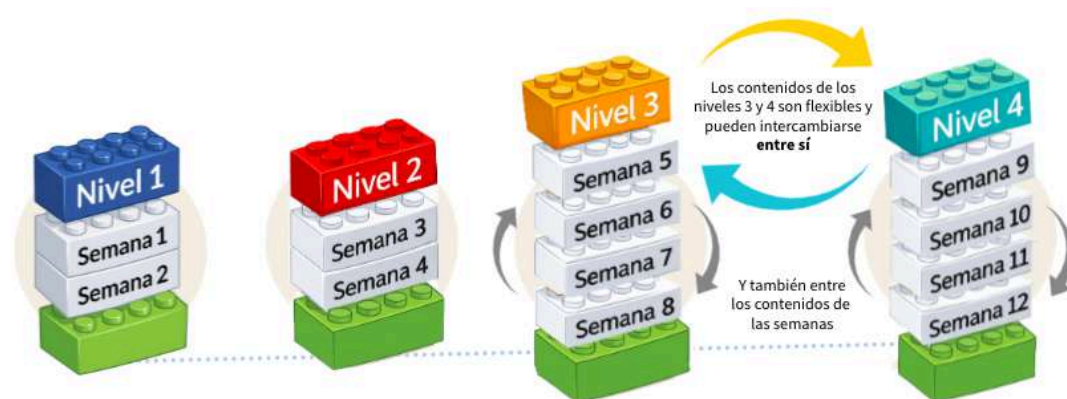 Nivel 1
Semana 1
Semana 2
Nivel 2
Semana 3
Semana 4
Nivel 3
Semana 5
Semana 6
Semana 7
Semana 8
Los contenidos de los
niveles 3 y 4 son flexibles y
pueden intercambiarse
entre sí
Y también entre
los contenidos de
las semanas
Nivel 4
Semana 9
Semana 10
Semana 11
Semana 12